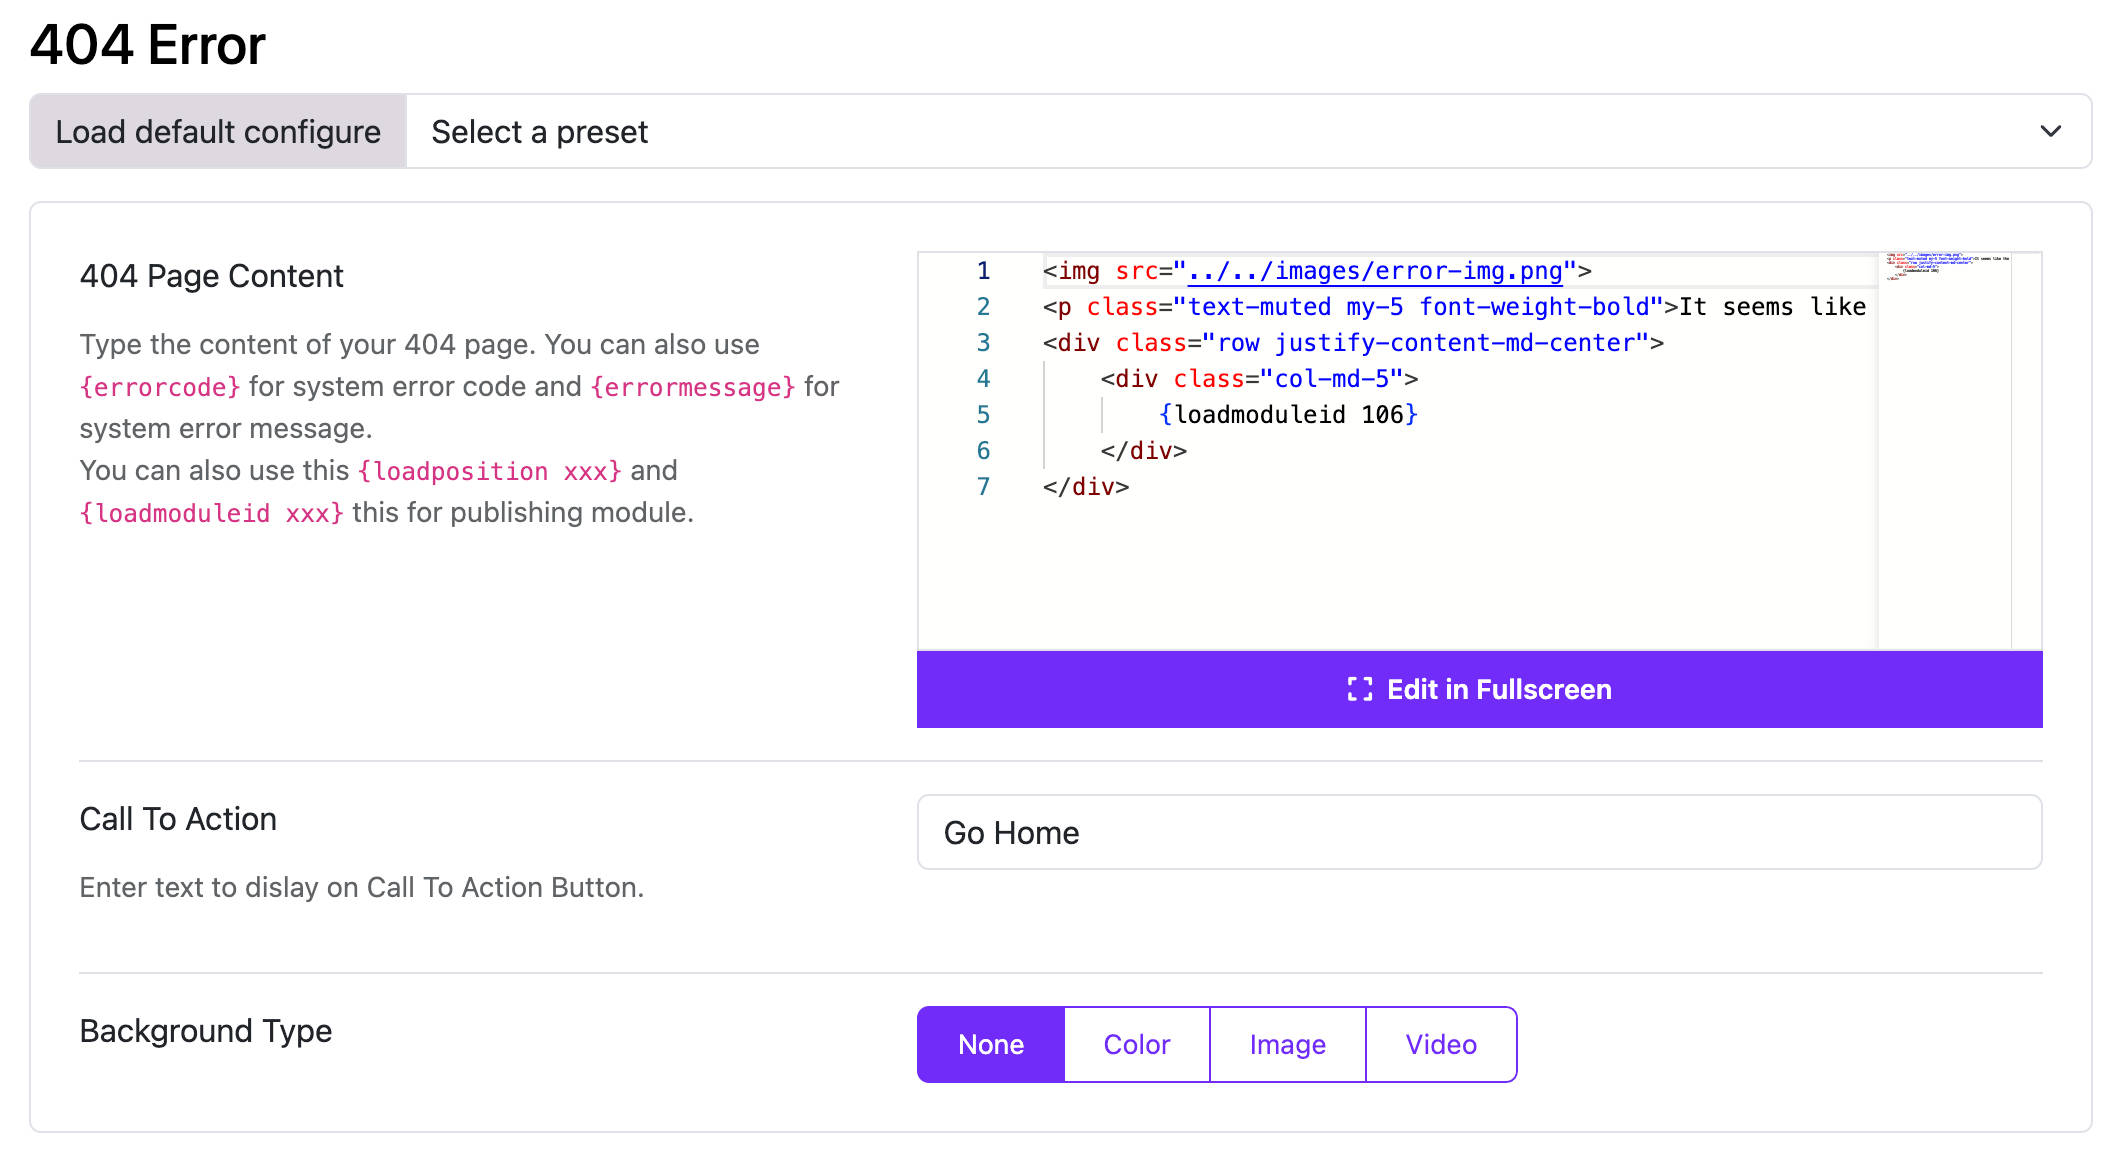 404 Error
Load default configure Select a preset
404 Page Content
Type the content of your 404 page. You can also use
{errorcode} for system error code and {errormessage} for
system error message.
You can also use this {loadposition xxx} and
{loadmoduleid xxx} this for publishing module.
1 <img src="../../images/error-img.png">
2 <p class="text-muted my-5 font-weight-bold">It seems like
3 <div class="row justify-content-md-center">
4 <div class="col-md-5">
5 {loadmoduleid 106}
6 </div>
7 </div>
Edit in Fullscreen
Call To Action
Go Home
Enter text to dislay on Call To Action Button.
Background Type
None Color Image Video